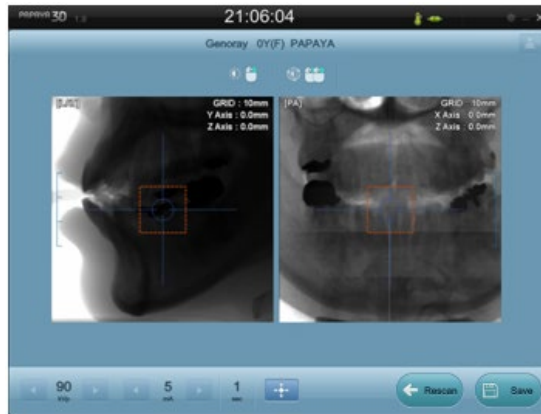 PAPAYA 3D
21:06:04
Genoray 0Y(F) PAPAYA
GRID : 10mm
Y Axis : 0.0mm
Z Axis : 0.0mm
[PA]
GRID : 10mm
X Axis : 0.0mm
Z Axis : 0.0mm
90
kVp
5
mA
1
sec
Rescan
Save